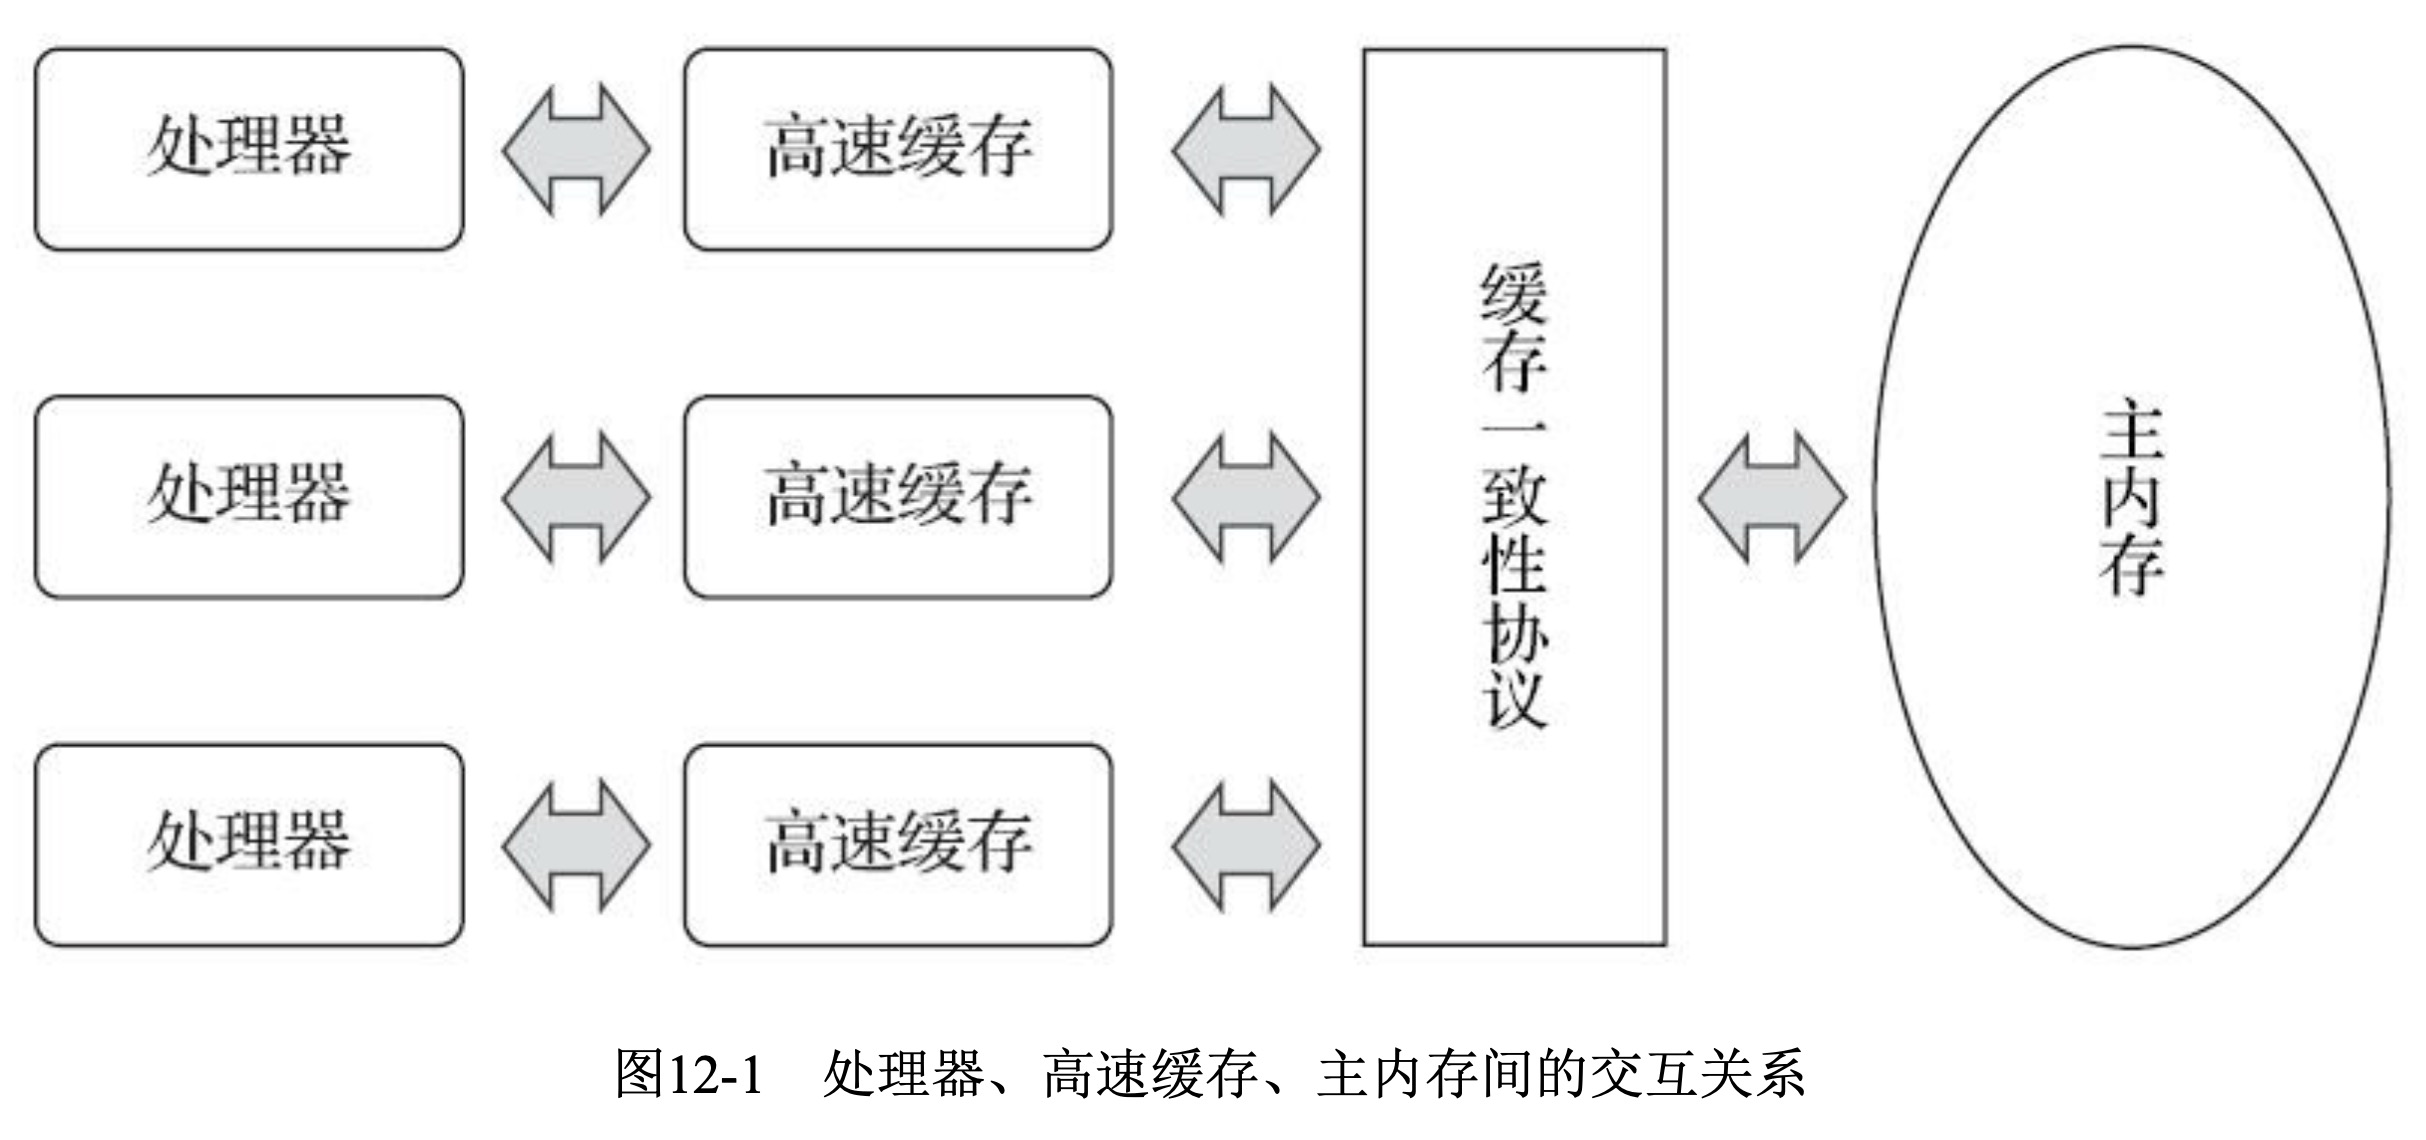 处理器
高速缓存
处理器
高速缓存
处理器
高速缓存
缓存一致性协议
主内存
图12-1 处理器、高速缓存、主内存间的交互关系